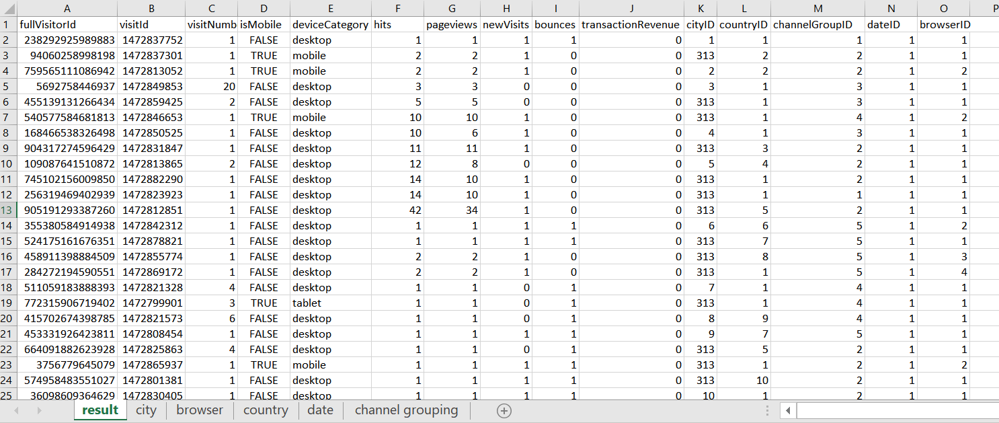 A B C D E F G H I J K L M N O P
1 fullVisitorId visitId visitNumb isMobile deviceCategory hits pageviews newVisits bounces transactionRevenue cityID countryID channelGroupID dateID browserID
2 238292925989883 1472837752 1 FALSE desktop 1 1 1 1 0 1 1 1 1 1
3 94060258998198 1472837301 1 TRUE mobile 2 2 1 0 0 313 2 2 1 1
4 759565111086942 1472813052 1 TRUE mobile 2 2 1 0 0 2 2 2 1 2
5 5692758446937 1472849853 20 FALSE desktop 3 3 0 0 0 3 1 3 1 1
6 455139131266434 1472859425 2 FALSE desktop 5 5 0 0 0 313 1 3 1 1
7 540577584681813 1472846653 1 TRUE mobile 10 10 1 0 0 313 1 4 1 2
8 168466538326498 1472850525 1 FALSE desktop 10 6 1 0 0 4 1 3 1 1
9 904317274596429 1472831847 1 FALSE desktop 11 11 1 0 0 313 3 2 1 1
10 109087641510872 1472813865 2 FALSE desktop 12 8 0 0 0 5 4 2 1 1
11 745102156009850 1472882290 1 FALSE desktop 14 10 1 0 0 313 1 2 1 1
12 256319469402939 1472823923 1 FALSE desktop 14 10 1 0 0 313 1 1 1 1
13 905191293387260 1472812851 1 FALSE desktop 42 34 1 0 0 313 5 2 1 1
14 355380584914938 1472842312 1 FALSE desktop 1 1 1 1 0 6 6 5 1 2
15 524175161676351 1472878821 1 FALSE desktop 1 1 1 1 0 313 7 5 1 1
16 458911398884509 1472855774 1 FALSE desktop 2 2 1 0 0 313 8 5 1 3
17 284272194590551 1472869172 1 FALSE desktop 2 2 1 0 0 313 1 5 1 4
18 511059183888393 1472821328 4 FALSE desktop 1 1 0 1 0 7 1 4 1 1
19 772315906719402 1472799901 3 TRUE tablet 1 1 0 1 0 313 1 4 1 1
20 415702674398785 1472821573 6 FALSE desktop 1 1 0 1 0 8 9 4 1 1
21 453331926423811 1472808454 1 FALSE desktop 1 1 1 1 0 9 7 5 1 1
22 664091882623928 1472825863 4 FALSE desktop 1 1 0 1 0 313 5 2 1 1
23 3756779645079 1472865937 1 TRUE mobile 1 1 1 1 0 313 1 2 1 2
24 574958483551027 1472801381 1 FALSE desktop 1 1 1 1 0 313 10 2 1 1
25 36098609364629 1472830405 1 FALSE desktop 1 1 1 1 0 10 1 2 1 1
result city browser country date channel grouping